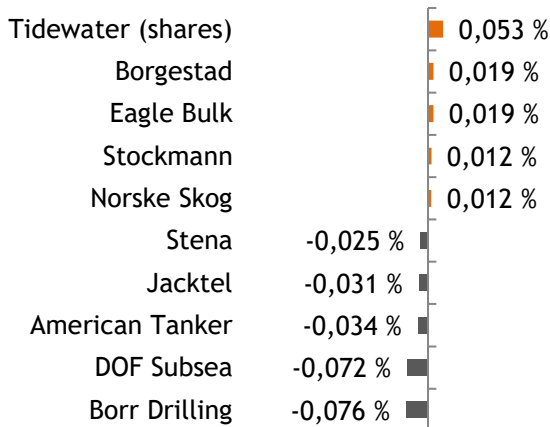 Tidewater (shares) 0,053 %
Borgestad 0,019 %
Eagle Bulk 0,019 %
Stockmann 0,012 %
Norske Skog 0,012 %
Stena -0,025 %
Jacktel -0,031 %
American Tanker -0,034 %
DOF Subsea -0,072 %
Borr Drilling -0,076 %